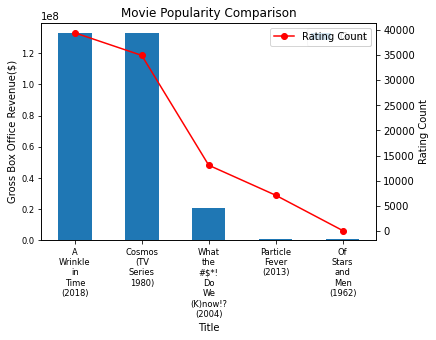 Movie Popularity Comparison
1e8
Gross Box Office Revenue($)
1.2
1.0
0.8
0.6
0.4
0.2
0.0
Rating Count
40000
35000
30000
25000
20000
15000
10000
5000
0
Rating Count
A
Wrinkle
in
Time
(2018)
Cosmos
(TV
Series
1980)
What
the
#$*!
Do
We
(K)now!?
(2004)
Particle
Fever
(2013)
Of
Stars
and
Men
(1962)
Title